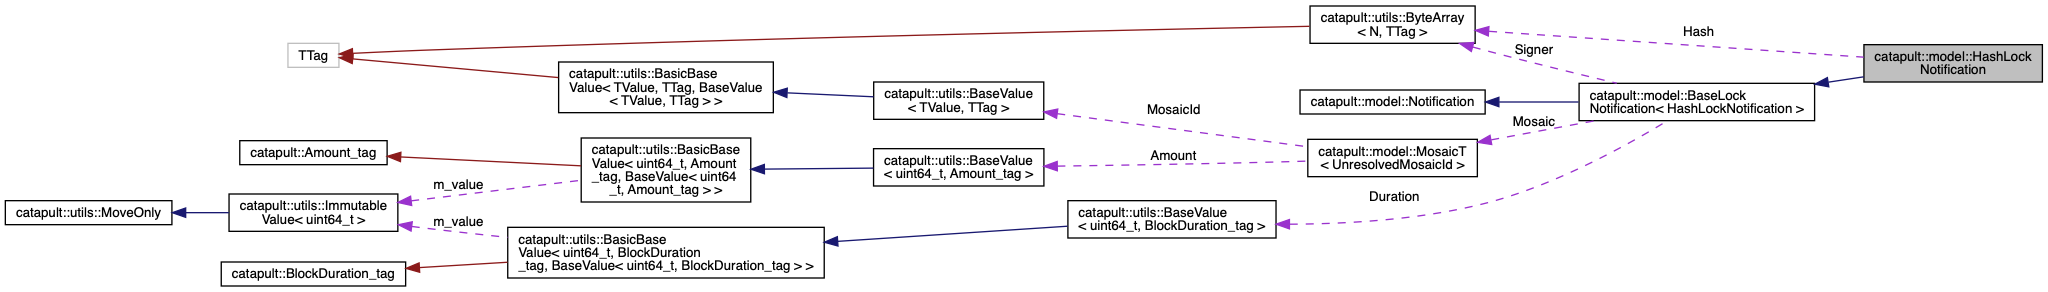 catapult::utils::ByteArray
< N, TTag >
Hash
TTag
Signer
catapult::model::HashLock
Notification
catapult::utils::BasicBase
Value< TValue, TTag, BaseValue
< TValue, TTag > >
catapult::utils::BaseValue
< TValue, TTag >
catapult::model::Notification
catapult::model::BaseLock
Notification< HashLockNotification >
MosaicId
Mosaic
catapult::Amount_tag
catapult::utils::BasicBase
Value< uint64_t, Amount
_tag, BaseValue< uint64
_t, Amount_tag > >
catapult::utils::BaseValue
< uint64_t, Amount_tag >
Amount
catapult::model::MosaicT
< UnresolvedMosaicId >
m_value
Duration
catapult::utils::MoveOnly
catapult::utils::Immutable
Value< uint64_t >
m_value
catapult::utils::BaseValue
< uint64_t, BlockDuration_tag >
catapult::utils::BasicBase
Value< uint64_t, BlockDuration
_tag, BaseValue< uint64_t, BlockDuration_tag > >
catapult::BlockDuration_tag